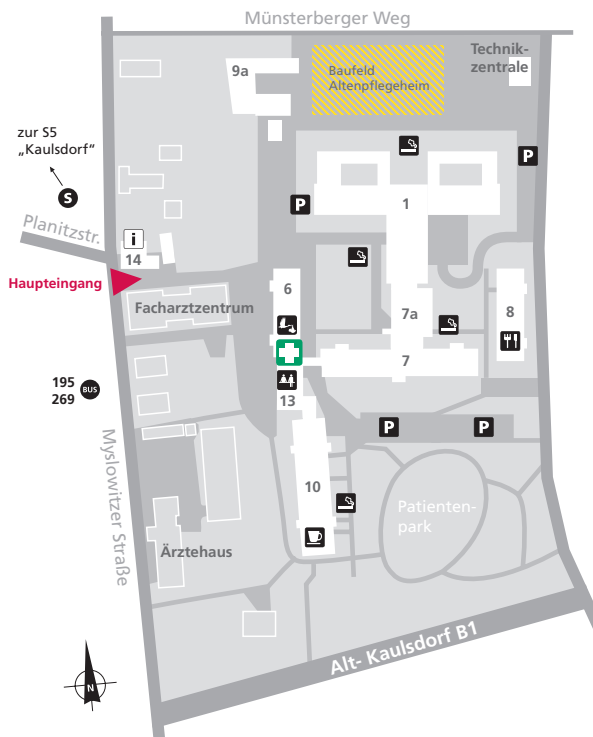 Münsterberger Weg
9a
Baufeld
Altenpflegeheim
Technik-
zentrale
zur S5
„Kaulsdorf“
S
P
P
1
Planitzstr.
i
14
Haupteingang
6
Facharztzentrum
7a
8
7
195
269
BUS
13
P
P
Myslowitzer Straße
10
Patienten-
park
Ärztehaus
Alt- Kaulsdorf B1
N